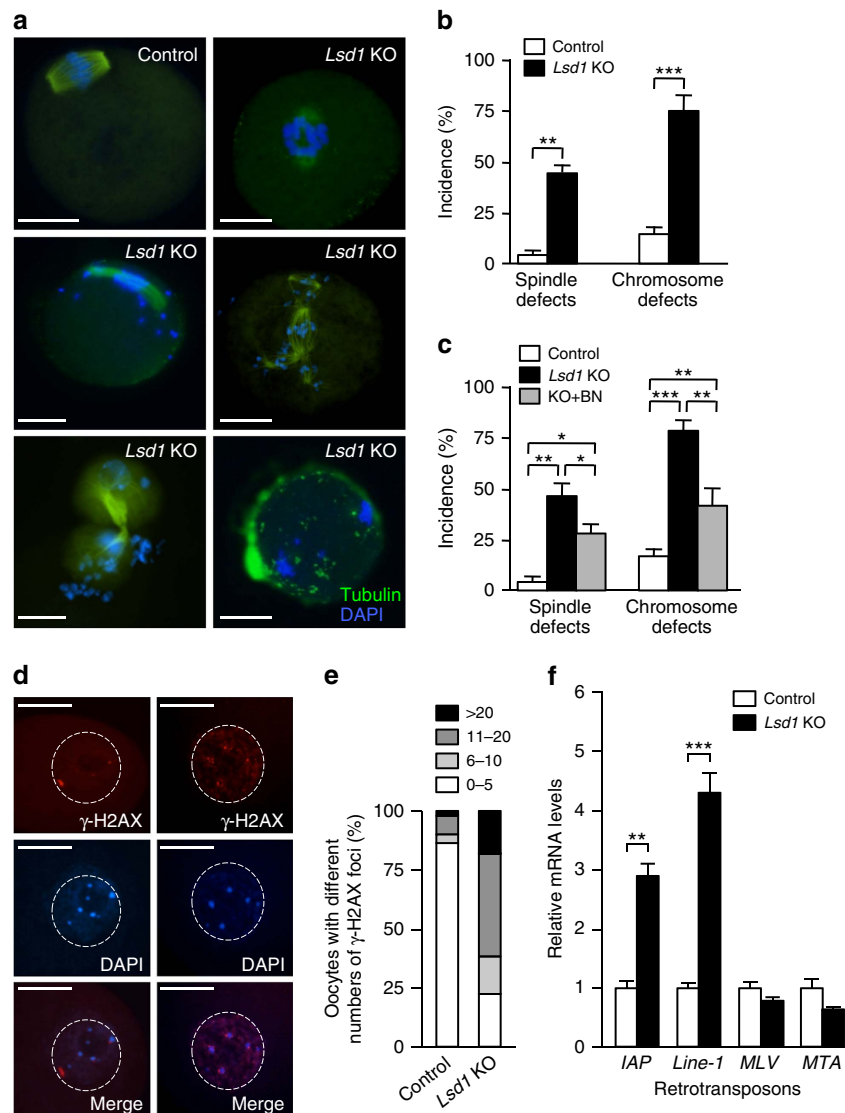 a
Control
Lsd1 KO
Lsd1 KO
Lsd1 KO
Lsd1 KO
Lsd1 KO
Tubulin
DAPI
b
Control
Lsd1 KO
Incidence (%)
100
75
50
25
0
**
***
Spindle defects
Chromosome defects
c
Control
Lsd1 KO
KO+BN
Incidence (%)
100
75
50
25
0
*
**
*
**
***
**
Spindle defects
Chromosome defects
d
γ-H2AX
γ-H2AX
DAPI
DAPI
Merge
Merge
e
>20
11–20
6–10
0–5
Oocytes with different
numbers of γ-H2AX foci (%)
100
75
50
25
0
Control
Lsd1 KO
f
Control
Lsd1 KO
Relative mRNA levels
6
5
4
3
2
1
0
**
***
IAP
Line-1
MLV
MTA
Retrotransposons